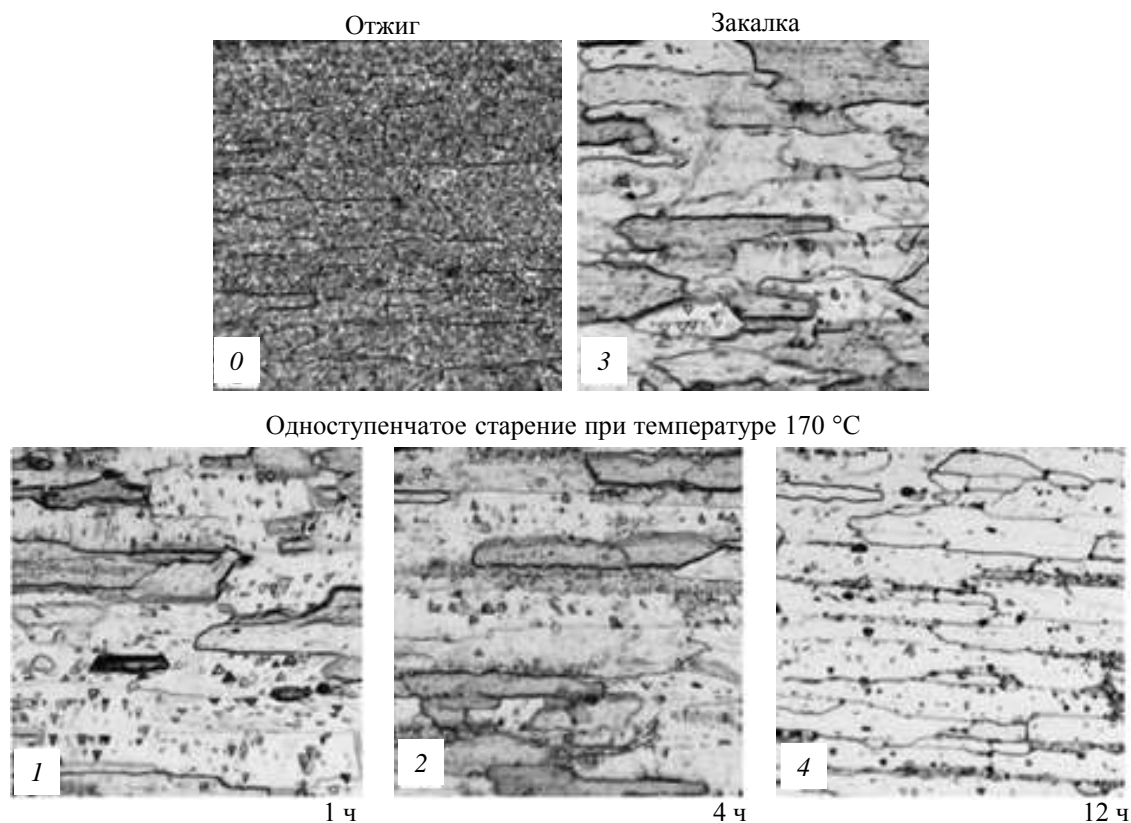 Отжиг
Закалка
0
3
Одноступенчатое старение при температуре 170 °C
1
2
4
1 ч
4 ч
12 ч